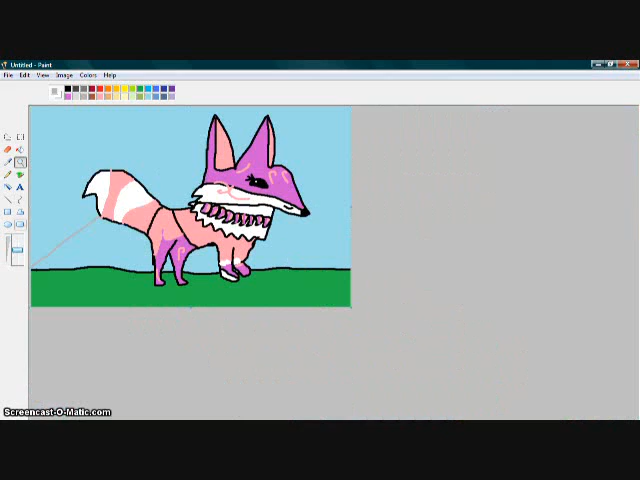 Untitled - Paint
File Edit View Image Colors Help
A
Screencast-O-Matic.com